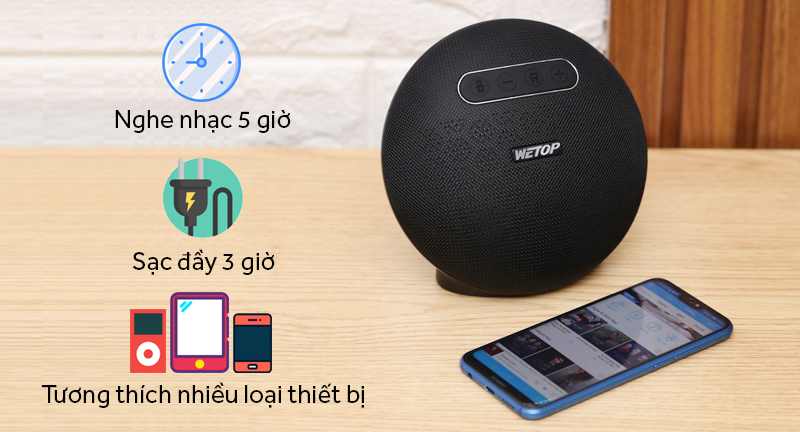 Nghe nhạc 5 giờ
WETOP
Sạc đầy 3 giờ
Tương thích nhiều loại thiết bị